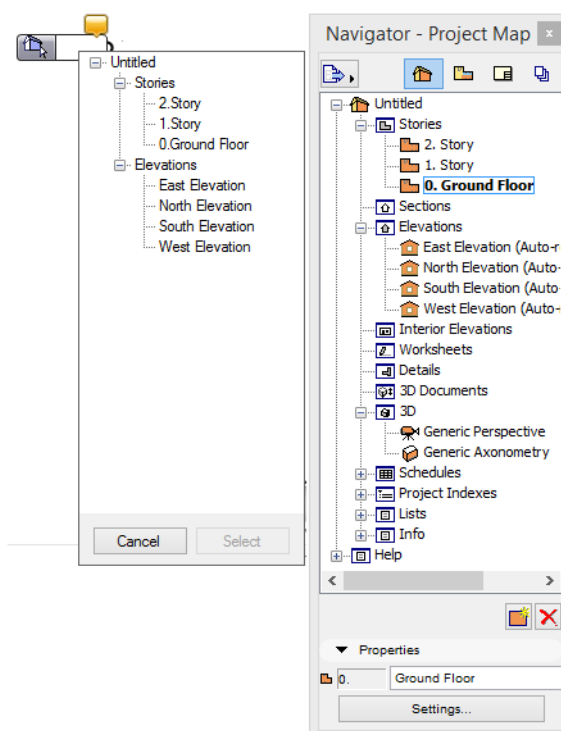 Untitled
Stories
2.Story
1.Story
0.Ground Floor
Elevations
East Elevation
North Elevation
South Elevation
West Elevation
Cancel
Select
Navigator - Project Map
x
Untitled
Stories
2. Story
1. Story
0. Ground Floor
Sections
Elevations
East Elevation (Auto-r
North Elevation (Auto-
South Elevation (Auto-
West Elevation (Auto-
Interior Elevations
Worksheets
Details
3D Documents
3D
Generic Perspective
Generic Axonometry
Schedules
Project Indexes
Lists
Info
Help
Properties
0.
Ground Floor
Settings...